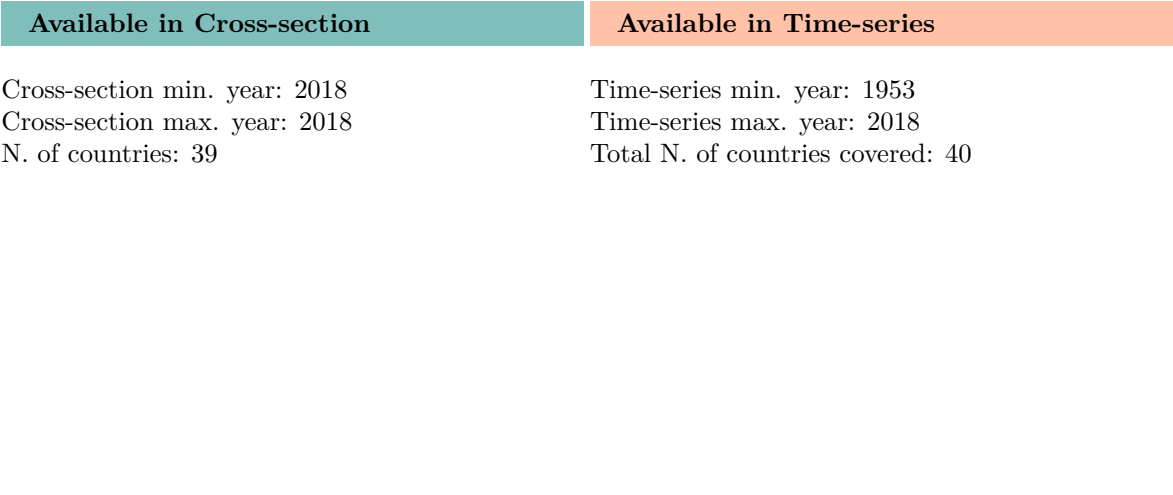 Available in Cross-section
Cross-section min. year: 2018
Cross-section max. year: 2018
N. of countries: 39
Available in Time-series
Time-series min. year: 1953
Time-series max. year: 2018
Total N. of countries covered: 40